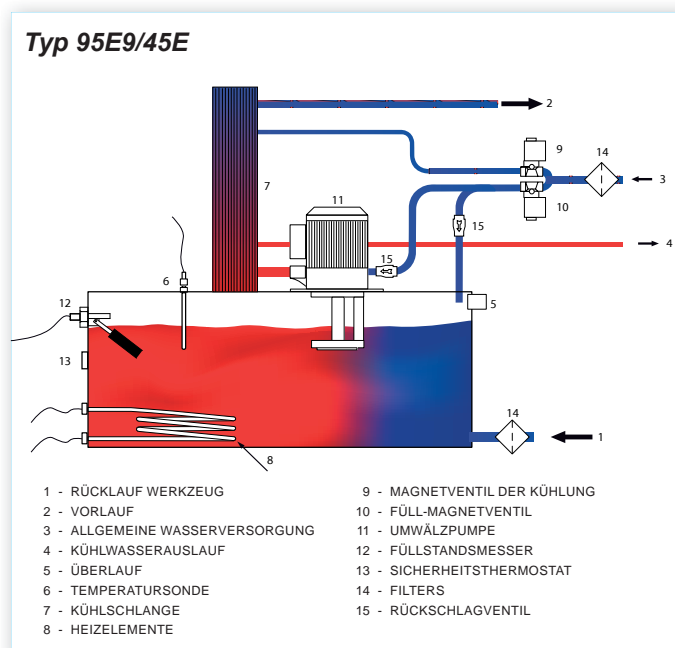 Typ 95E9/45E
2
9
14
3
7
11
10
15
4
15
6
5
12
13
14
1
8
1 - RÜCKLAUF WERKZEUG
2 - VORLAUF
3 - ALLGEMEINE WASSERVERSORGUNG
4 - KÜHLWASSERAUSLAUF
5 - ÜBERLAUF
6 - TEMPERATURSONDE
7 - KÜHLSCHLANGE
8 - HEIZELEMENTE
9 - MAGNETVENTIL DER KÜHLUNG
10 - FÜLL-MAGNETVENTIL
11 - UMWÄLZPUMPE
12 - FÜLLSTANDSMESSER
13 - SICHERHEITSTHERMOSTAT
14 - FILTERS
15 - RÜCKSCHLAGVENTIL